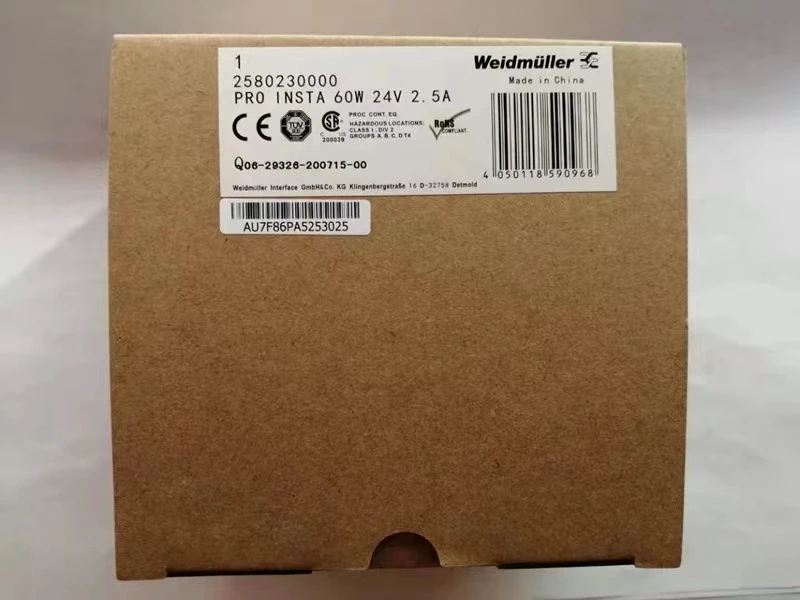 1
Weidmüller
2580230000
Made in China
PRO INSTA 60W 24V 2.5A
CE
TÜV
PROC. CONT. EQ.
HAZARDOUS LOCATIONS:
CLASS I, DIV 2
GROUPS A, B, C, D T4
C US
200039
RoHS
COMPLIANT
Q06-29326-200715-00
4 050118 590968
Weidmüller Interface GmbH&Co. KG Klingenbergstraße 16 D-32758 Detmold
AU7F86PA5253025